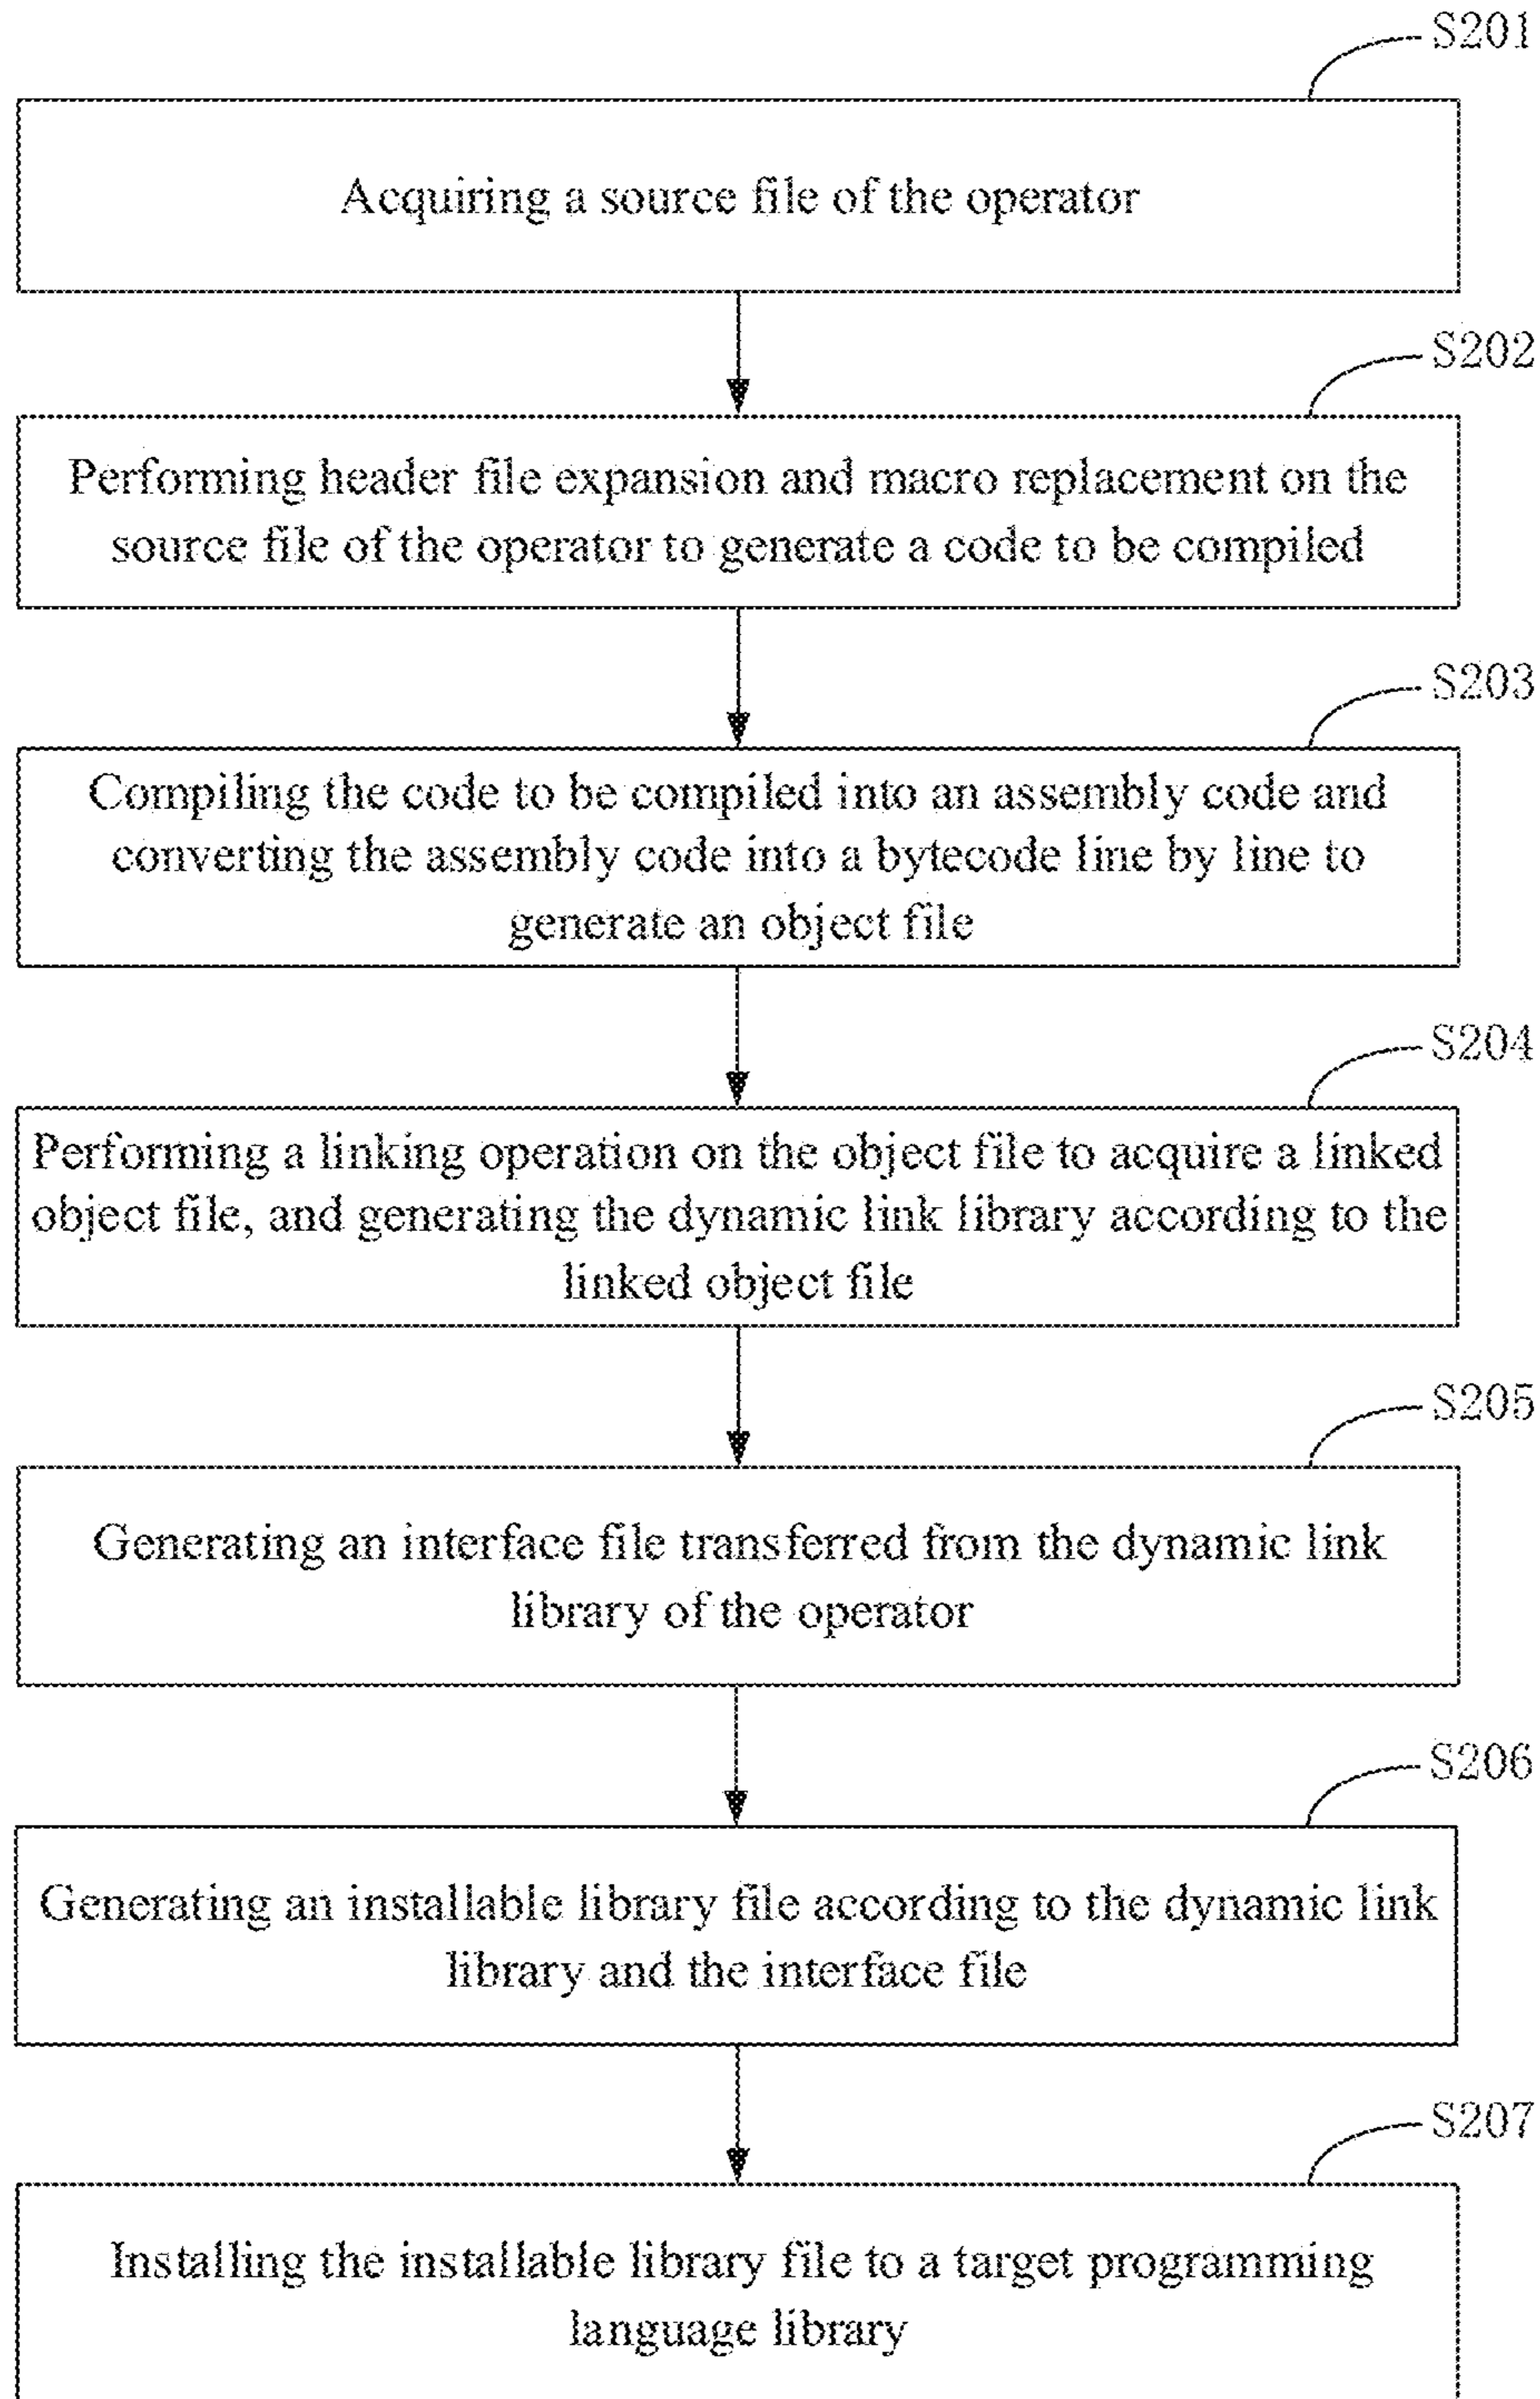 S201
Acquiring a source file of the operator
S202
Performing header file expansion and macro replacement on the
source file of the operator to generate a code to be compiled
S203
Compiling the code to be compiled into an assembly code and
converting the assembly code into a bytecode line by line to
generate an object file
S204
Performing a linking operation on the object file to acquire a linked
object file, and generating the dynamic link library according to the
linked object file
S205
Generating an interface file transferred from the dynamic link
library of the operator
S206
Generating an installable library file according to the dynamic link
library and the interface file
S207
Installing the installable library file to a target programming
language library